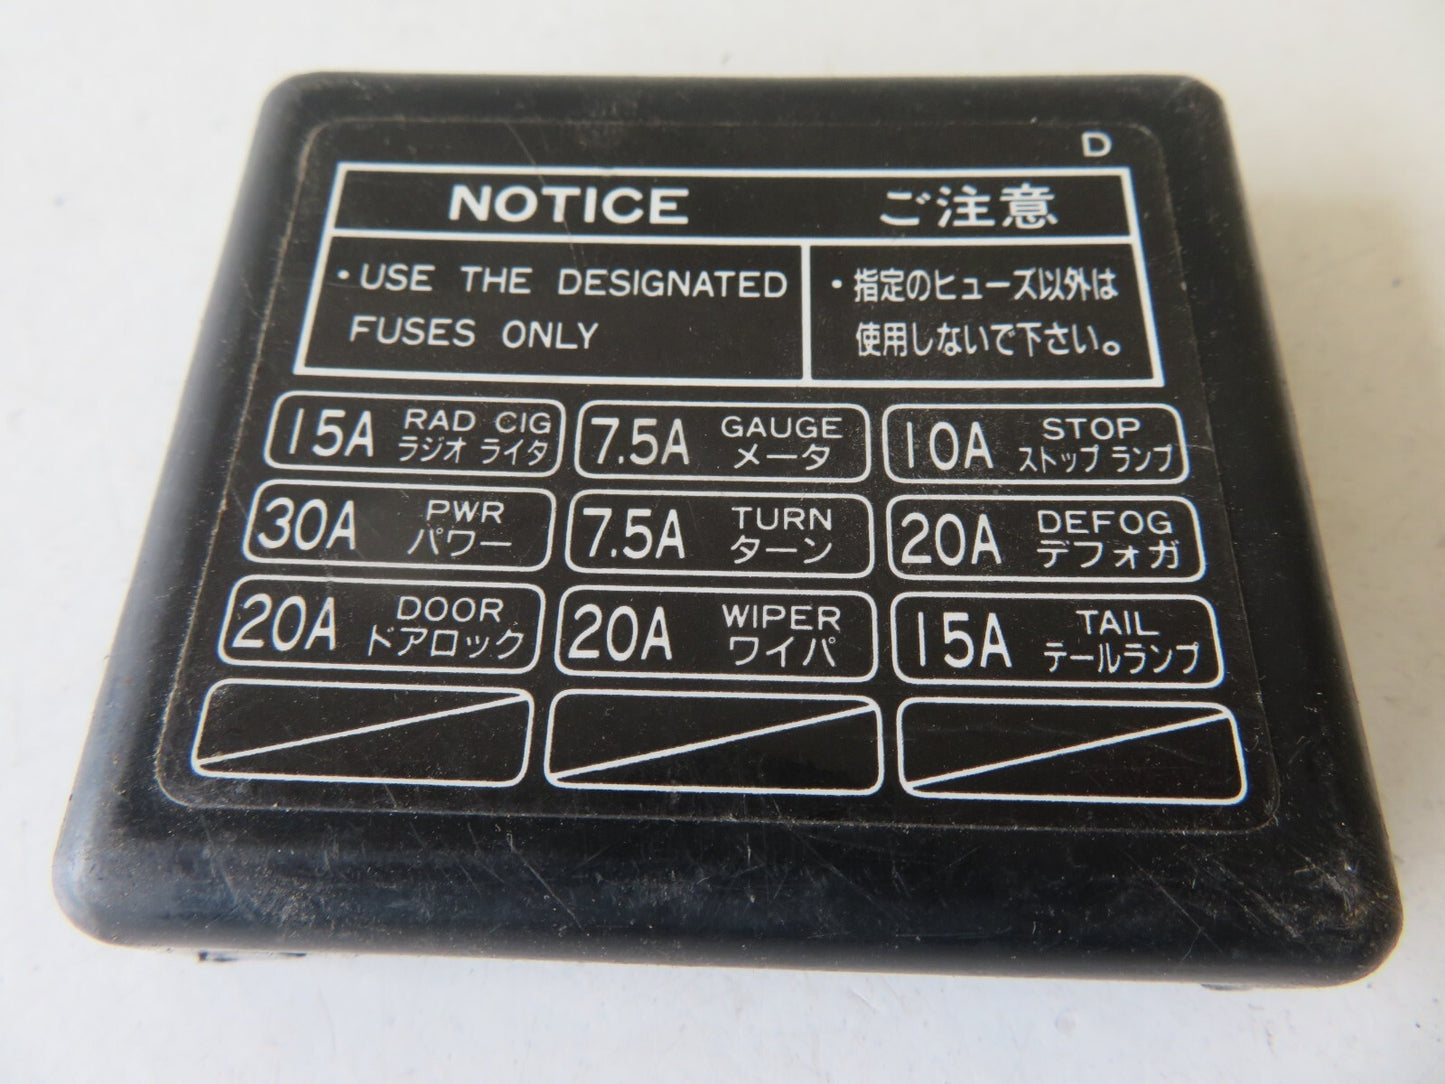 D
NOTICE ご注意
・USE THE DESIGNATED
FUSES ONLY
・指定のヒューズ以外は
使用しないで下さい。
15A RAD CIG
ラジオ ライタ
7.5A GAUGE
メータ
10A STOP
ストップ ランプ
30A PWR
パワー
7.5A TURN
ターン
20A DEFOG
デフォガ
20A DOOR
ドアロック
20A WIPER
ワイパ
15A TAIL
テールランプ